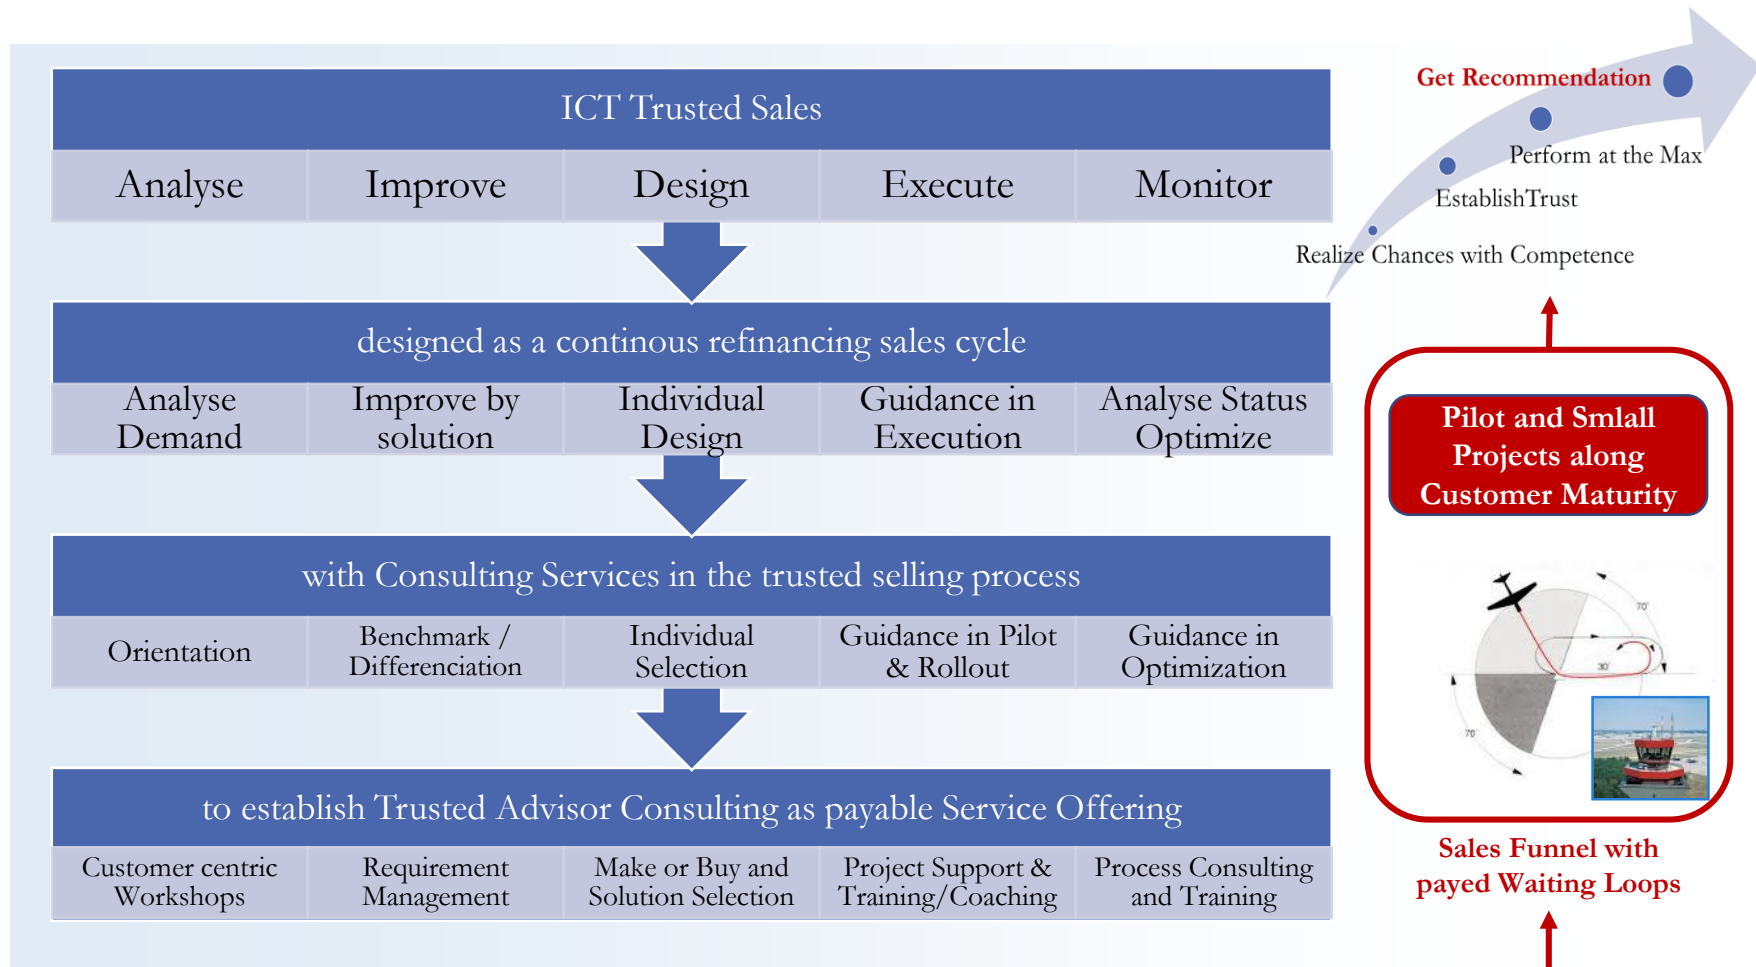 ICT Trusted Sales
Analyse
Improve
Design
Execute
Monitor
designed as a continous refinancing sales cycle
Analyse
Demand
Improve by
solution
Individual
Design
Guidance in
Execution
Analyse Status
Optimize
with Consulting Services in the trusted selling process
Orientation
Benchmark /
Differenciation
Individual
Selection
Guidance in Pilot
& Rollout
Guidance in
Optimization
to establish Trusted Advisor Consulting as payable Service Offering
Customer centric
Workshops
Requirement
Management
Make or Buy and
Solution Selection
Project Support &
Training/Coaching
Process Consulting
and Training
Get Recommendation
Perform at the Max
EstablishTrust
Realize Chances with Competence
Pilot and Smlall
Projects along
Customer Maturity
70°
30°
70°
Sales Funnel with
payed Waiting Loops